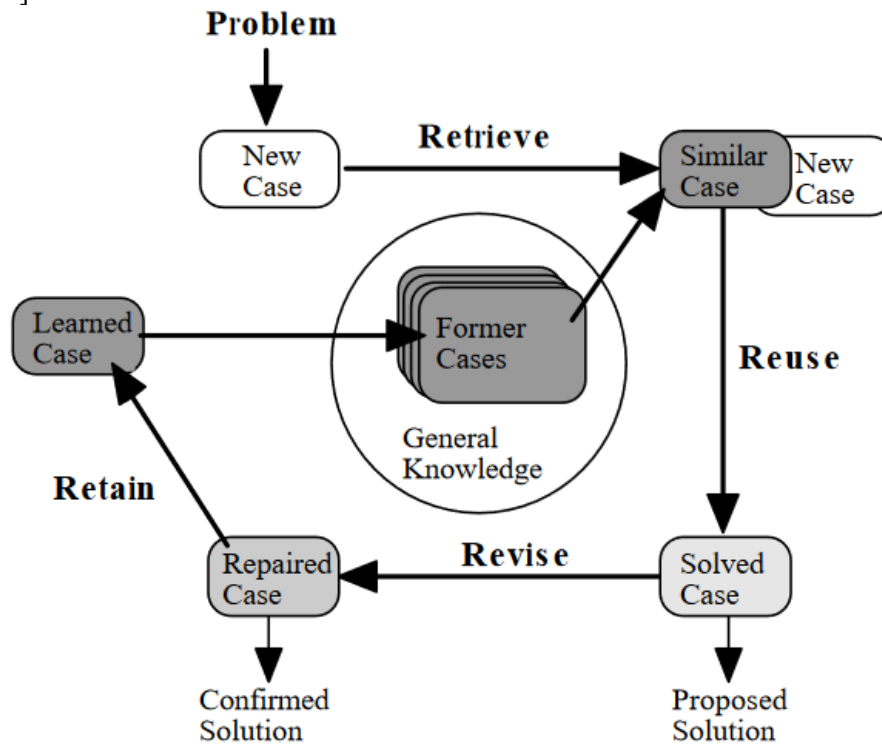 ]
Problem
New
Case
Retrieve
Similar
Case
New
Case
Learned
Case
Former
Cases
Reuse
General
Knowledge
Retain
Repaired
Case
Revise
Solved
Case
Confirmed
Solution
Proposed
Solution